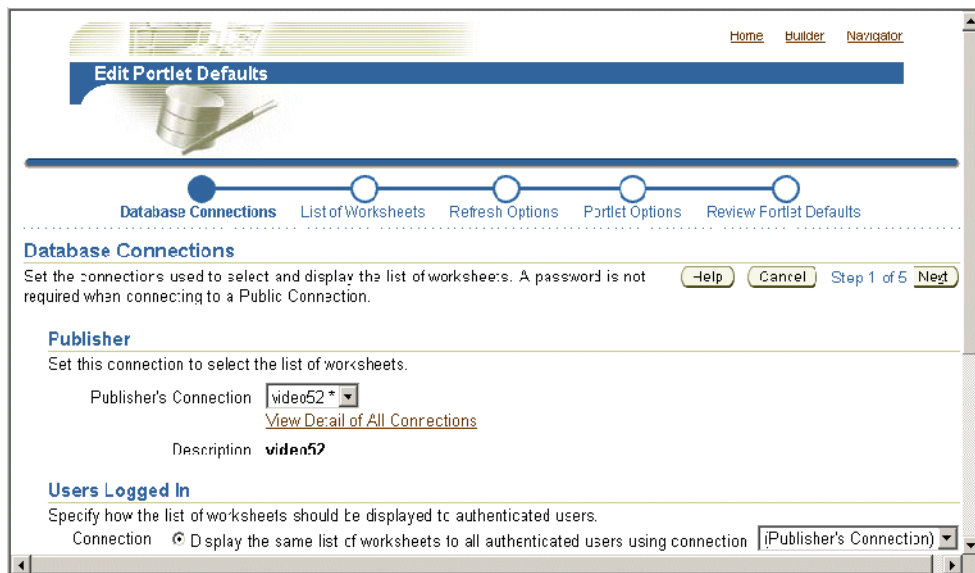 Home Builder Navigator
Edit Portlet Defaults
Database Connections List of Worksheets Refresh Options Portlet Options Review Portlet Defaults
Database Connections
Set the connections used to select and display the list of worksheets. A password is not required when connecting to a Public Connection.
Help Cancel Step 1 of 5 Next
Publisher
Set this connection to select the list of worksheets.
Publisher's Connection video52 *
View Detail of All Connections
Description video52
Users Logged In
Specify how the list of worksheets should be displayed to authenticated users.
Connection Display the same list of worksheets to all authenticated users using connection (Publisher's Connection)